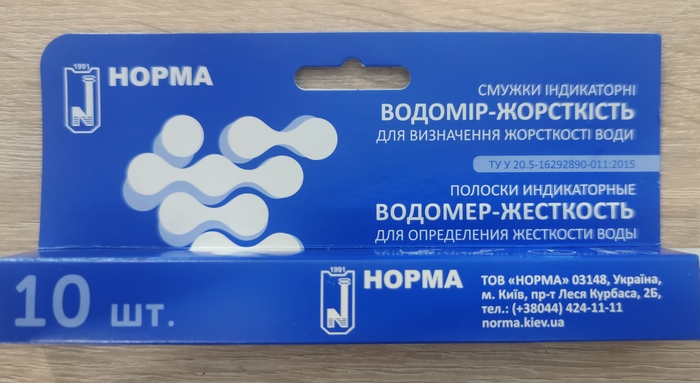 1991
НОРМА
СМУЖКИ ІНДИКАТОРНІ
ВОДОМІР-ЖОРСТКІСТЬ
ДЛЯ ВИЗНАЧЕННЯ ЖОРСТКОСТІ ВОДИ
ТУ У 20.5-16292890-011:2015
ПОЛОСКИ ИНДИКАТОРНЫЕ
ВОДОМЕР-ЖЕСТКОСТЬ
ДЛЯ ОПРЕДЕЛЕНИЯ ЖЕСТКОСТИ ВОДЫ
10 шт.
1991
НОРМА
ТОВ «НОРМА» 03148, Україна,
м. Київ, пр-т Леся Курбаса, 2Б,
тел.: (+38044) 424-11-11
norma.kiev.ua